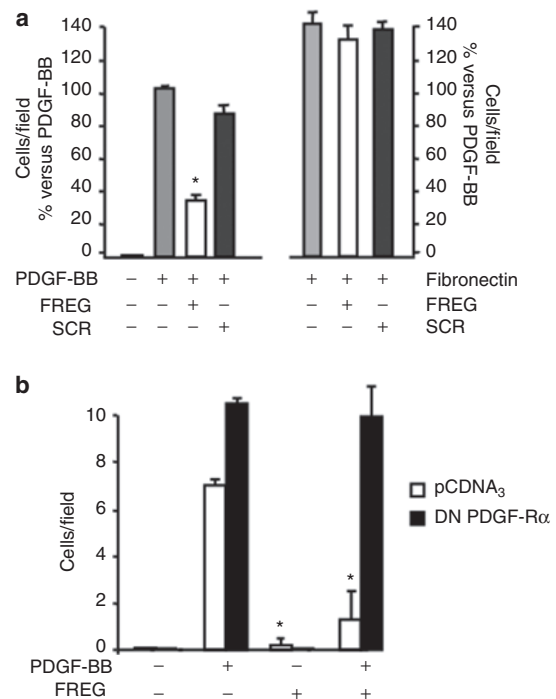 a
140
120
100
80
60
40
20
0
Cells/field
% versus PDGF-BB
*
PDGF-BB – + + +
FREG – – + –
SCR – – – +
140
120
100
80
60
40
20
0
Cells/field
% versus PDGF-BB
+ + + Fibronectin
– + – FREG
– – + SCR
b
10
8
6
4
2
0
Cells/field
*
*
pCDNA₃
DN PDGF-Rα
PDGF-BB – + – +
FREG – – + +